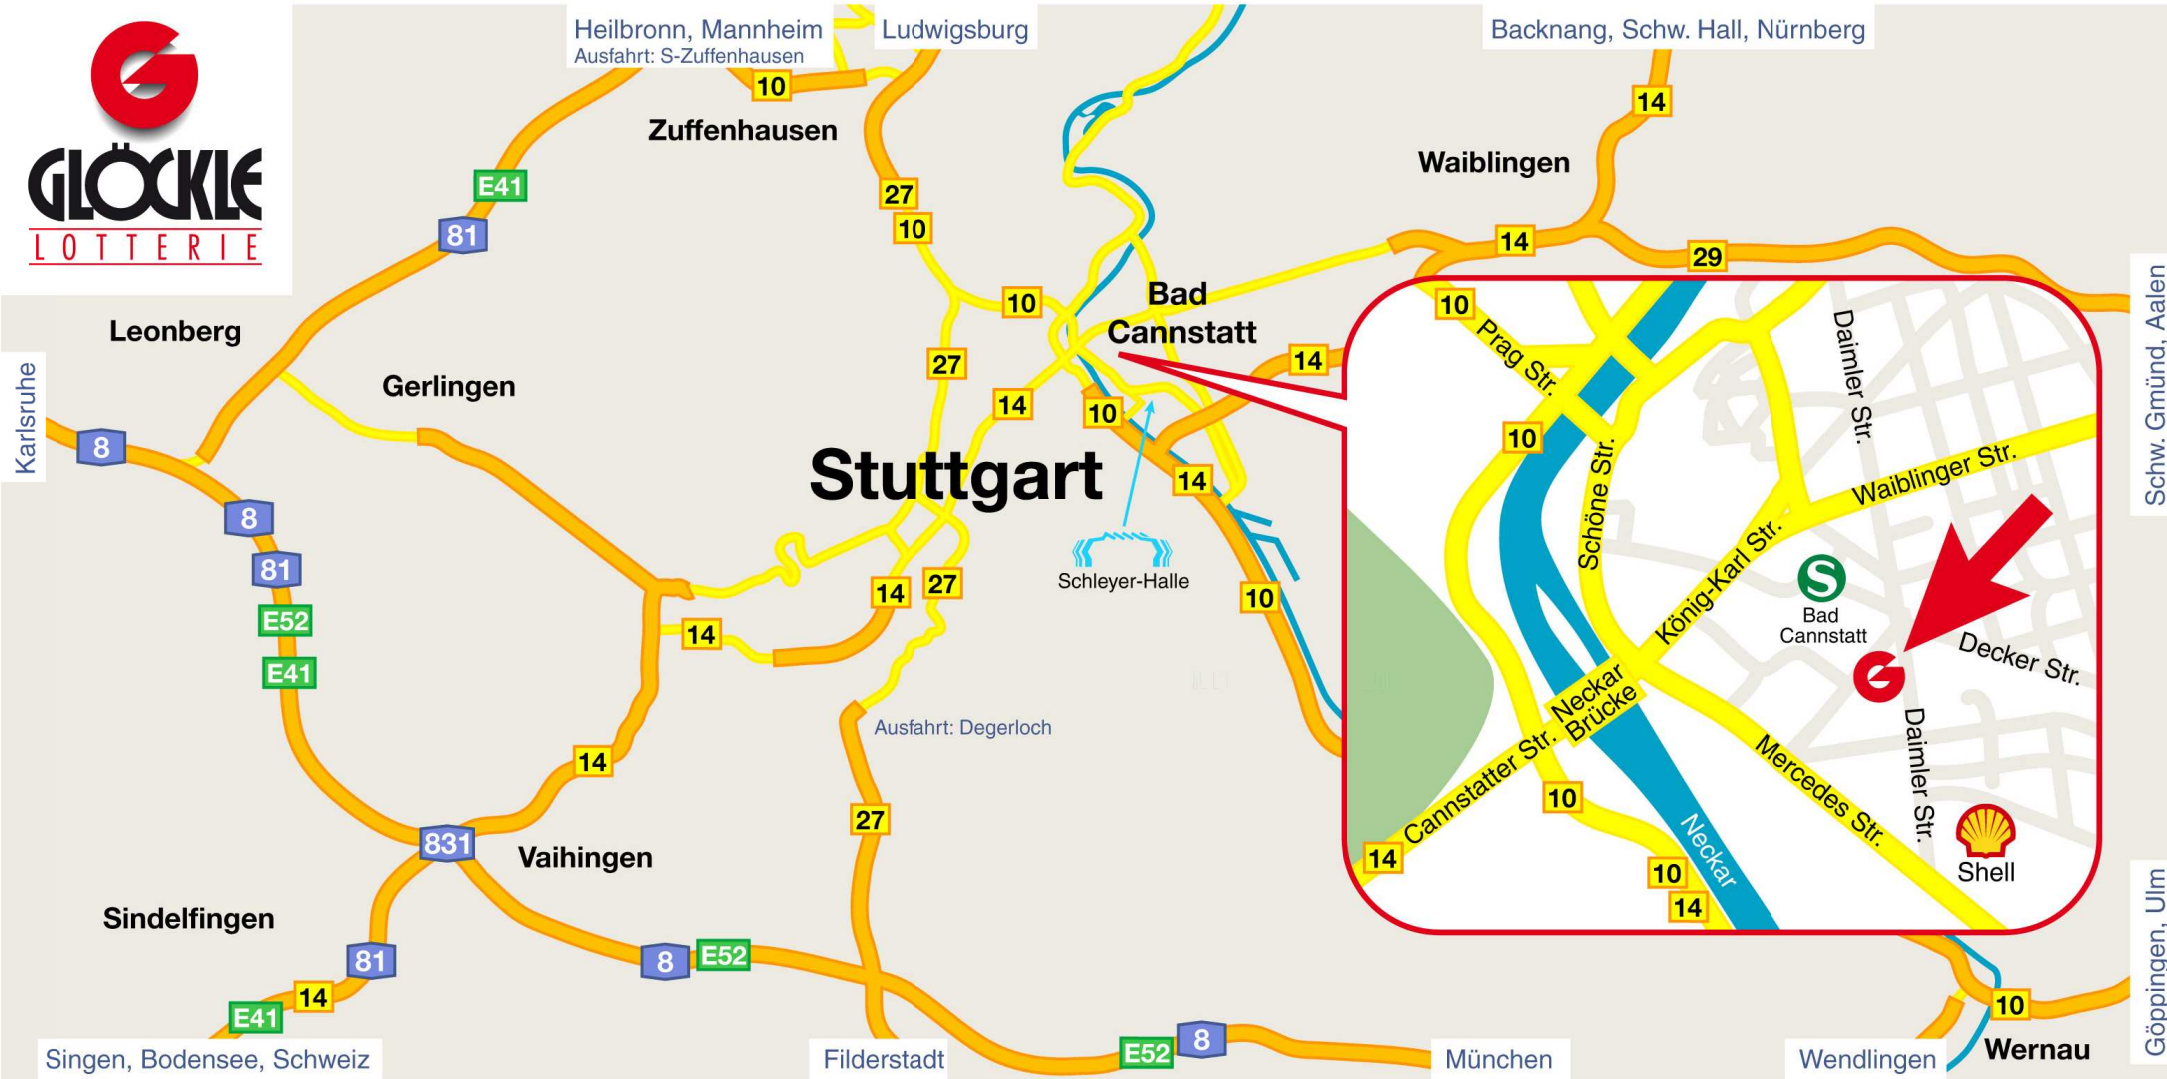 GLÖCKLE
LOTTERIE
Heilbronn, Mannheim
Ausfahrt: S-Zuffenhausen
Ludwigsburg
Backnang, Schw. Hall, Nürnberg
10
14
Zuffenhausen
Waiblingen
E41
27
81
10
14
29
Bad
Cannstatt
10
Leonberg
Gerlingen
27
14
14
10
Karlsruhe
8
Stuttgart
14
8
81
E52
E41
Schleyer-Halle
14
27
10
14
Ausfahrt: Degerloch
14
27
831
Vaihingen
Sindelfingen
81
8
E52
14
E41
E52
8
Singen, Bodensee, Schweiz
Filderstadt
München
Wendlingen
Wernau
10
Schw. Gmünd, Aalen
Göppingen, Ulm
10
Prag Str.
Daimler Str.
10
Schöne Str.
Waiblinger Str.
König-Karl Str.
S
Bad
Cannstatt
Decker Str.
Neckar
Brücke
Cannstatter Str.
Daimler Str.
Mercedes Str.
10
14
Neckar
10
14
Shell